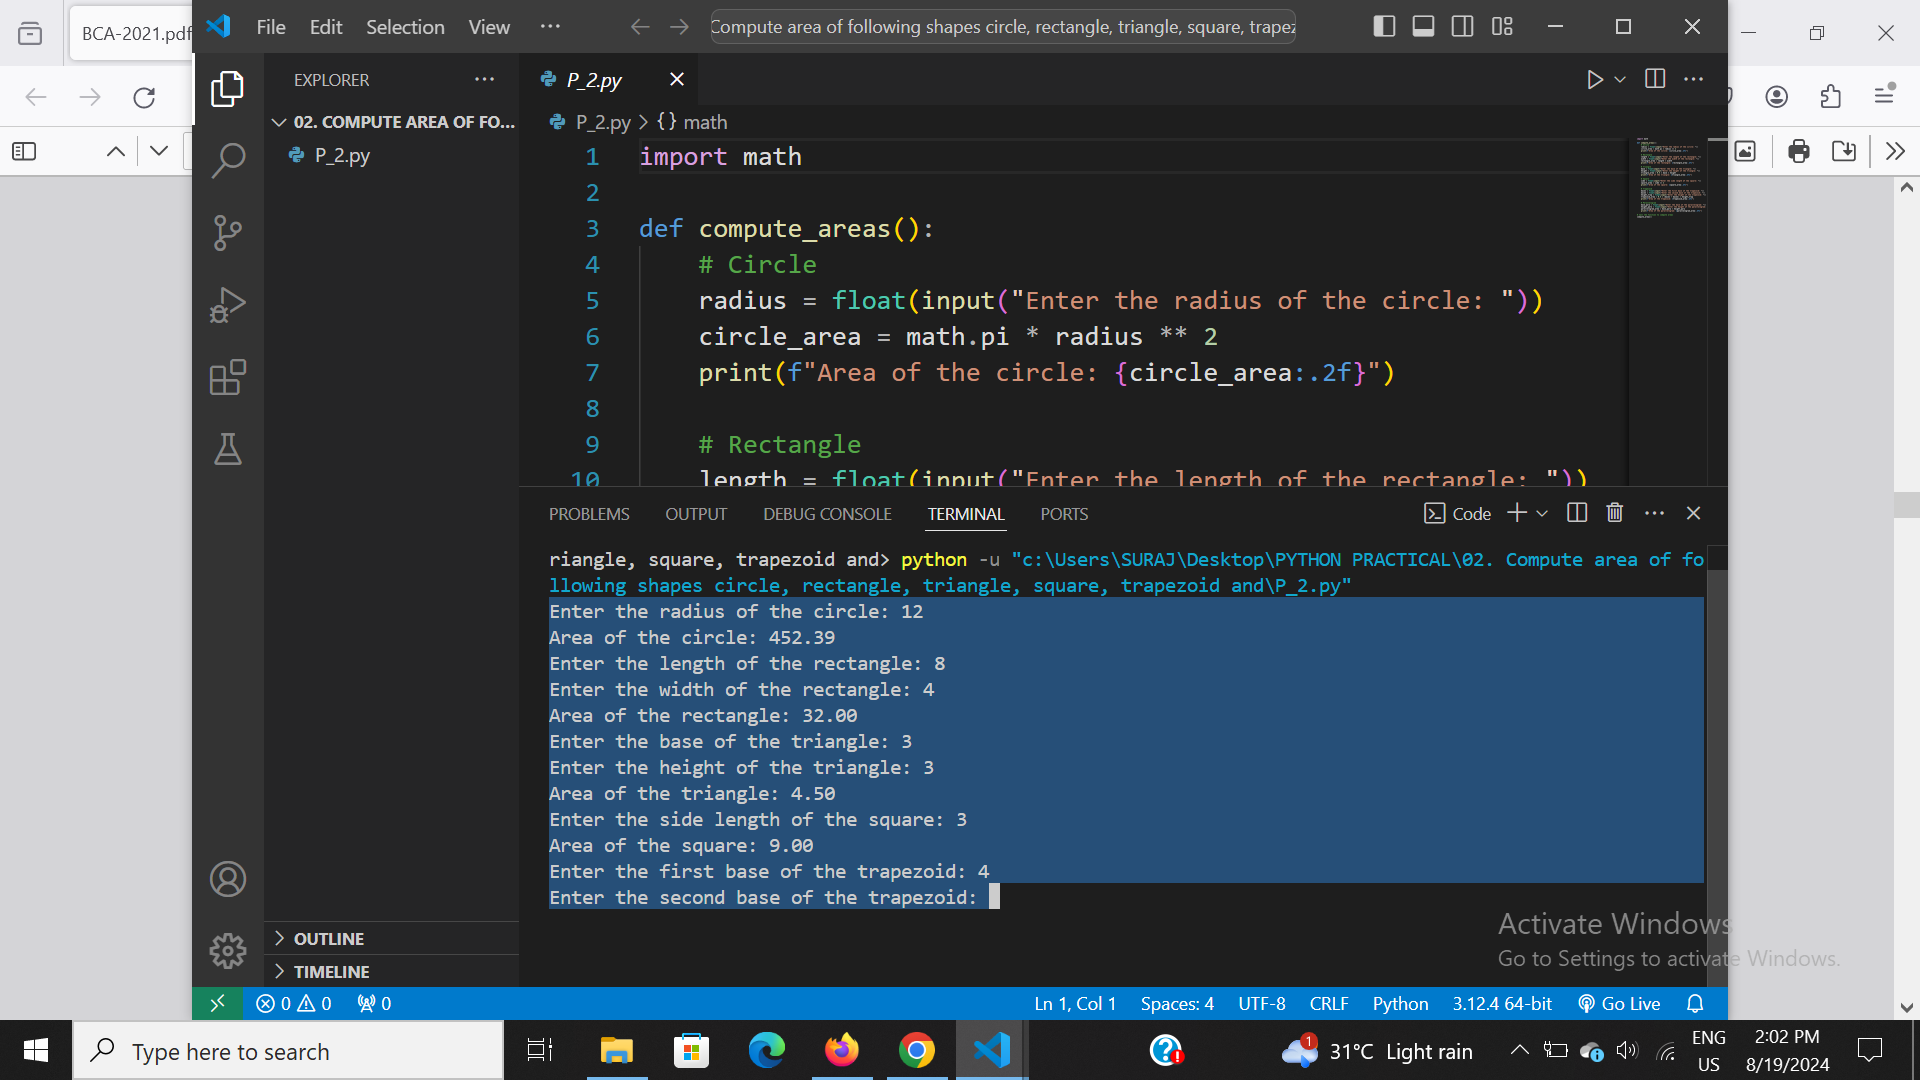 BCA-2021.pdf
File Edit Selection View ···
Compute area of following shapes circle, rectangle, triangle, square, trapez
EXPLORER
02. COMPUTE AREA OF FO...
P_2.py
P_2.py
P_2.py > {} math
1 import math
2
3 def compute_areas():
4 # Circle
5 radius = float(input("Enter the radius of the circle: "))
6 circle_area = math.pi * radius ** 2
7 print(f"Area of the circle: {circle_area:.2f}")
8
9 # Rectangle
10 length = float(input("Enter the length of the rectangle: "))
PROBLEMS OUTPUT DEBUG CONSOLE TERMINAL PORTS
Code
riangle, square, trapezoid and> python -u "c:\Users\SURAJ\Desktop\PYTHON PRACTICAL\02. Compute area of fo
llowing shapes circle, rectangle, triangle, square, trapezoid and\P_2.py"
Enter the radius of the circle: 12
Area of the circle: 452.39
Enter the length of the rectangle: 8
Enter the width of the rectangle: 4
Area of the rectangle: 32.00
Enter the base of the triangle: 3
Enter the height of the triangle: 3
Area of the triangle: 4.50
Enter the side length of the square: 3
Area of the square: 9.00
Enter the first base of the trapezoid: 4
Enter the second base of the trapezoid:
OUTLINE
TIMELINE
Activate Windows
Go to Settings to activate Windows.
0 0 0
Ln 1, Col 1 Spaces: 4 UTF-8 CRLF Python 3.12.4 64-bit Go Live
Type here to search
1
31°C Light rain
ENG
US
2:02 PM
8/19/2024